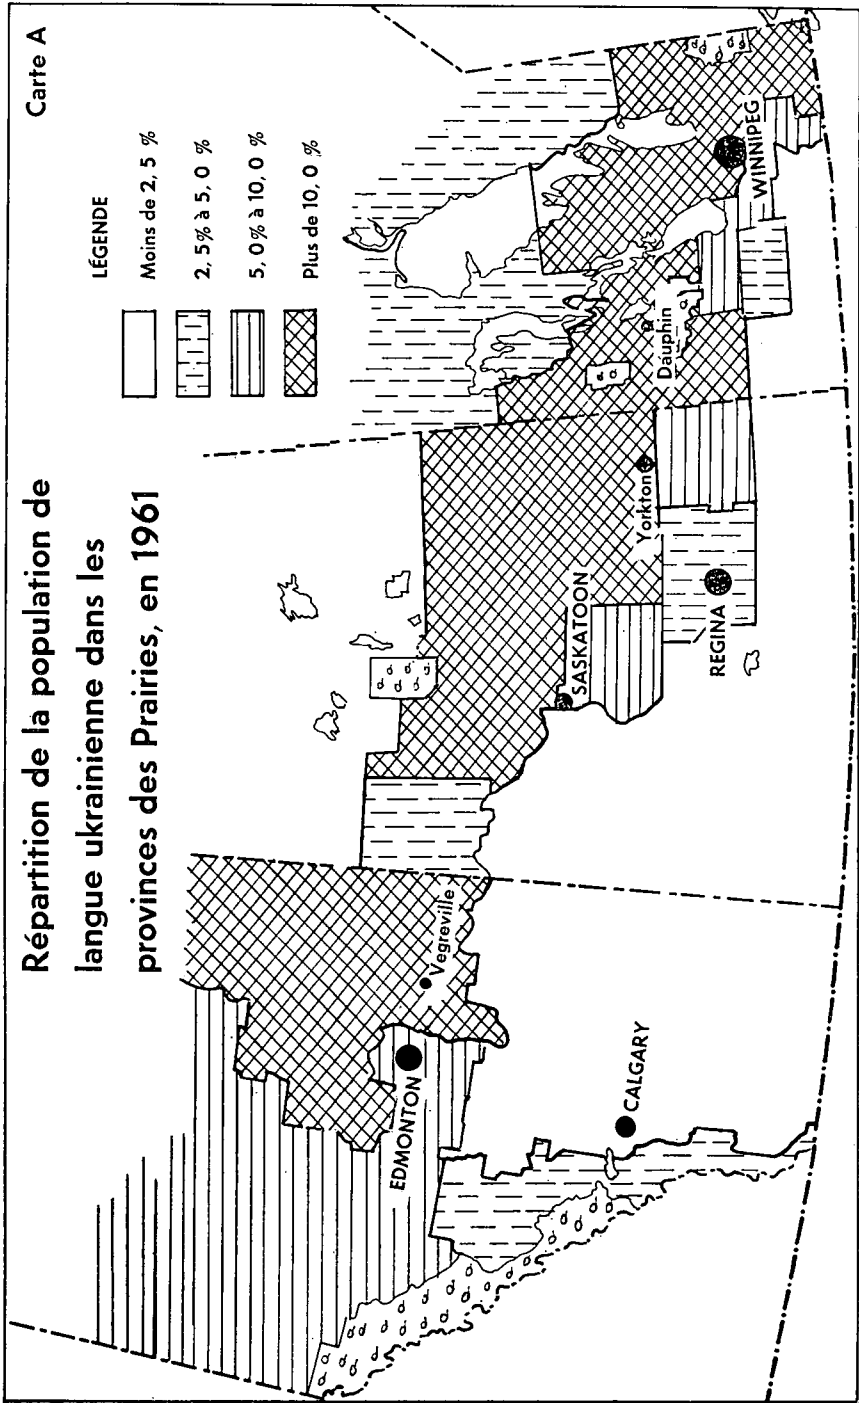 Carte A
Répartition de la population de
langue ukrainienne dans les
provinces des Prairies, en 1961
LÉGENDE
Moins de 2, 5 %
2, 5% à 5, 0 %
5, 0 % à 10, 0 %
Plus de 10, 0 %
EDMONTON
Vegreville
CALGARY
SASKATOON
REGINA
Yorkton
Dauphin
WINNIPEG